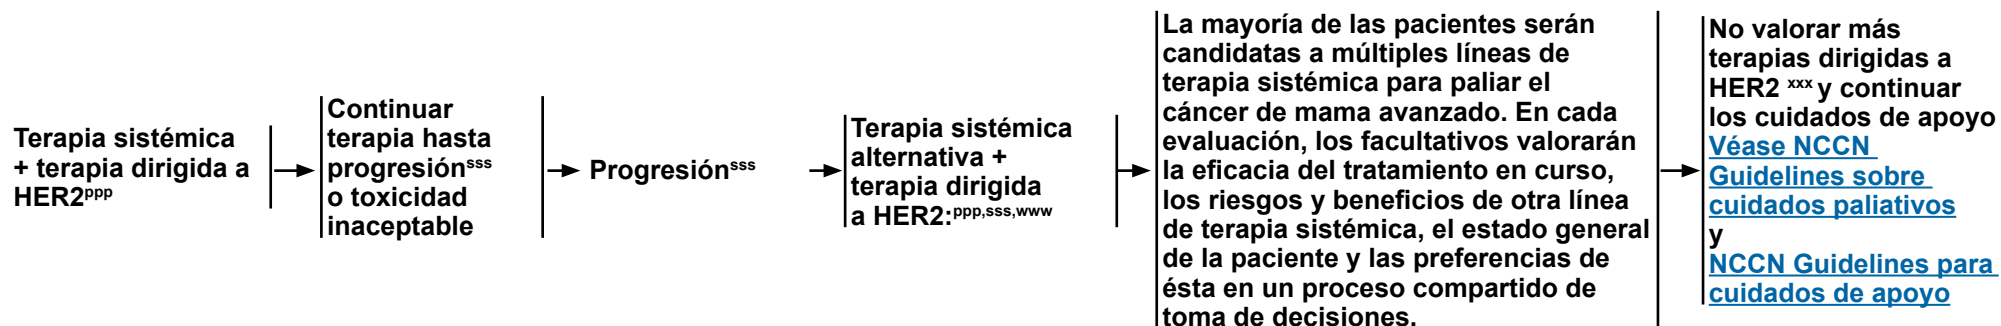 Terapia sistémica
+ terapia dirigida a
HER2ppp
Continuar
terapia hasta
progresiónsss
o toxicidad
inaceptable
Progresiónsss
Terapia sistémica
alternativa +
terapia dirigida
a HER2:ppp,sss,www
La mayoría de las pacientes serán
candidatas a múltiples líneas de
terapia sistémica para paliar el
cáncer de mama avanzado. En cada
evaluación, los facultativos valorarán
la eficacia del tratamiento en curso,
los riesgos y beneficios de otra línea
de terapia sistémica, el estado general
de la paciente y las preferencias de
ésta en un proceso compartido de
toma de decisiones.
No valorar más
terapias dirigidas a
HER2 xxx y continuar
los cuidados de apoyo
Véase NCCN
Guidelines sobre
cuidados paliativos
y
NCCN Guidelines para
cuidados de apoyo